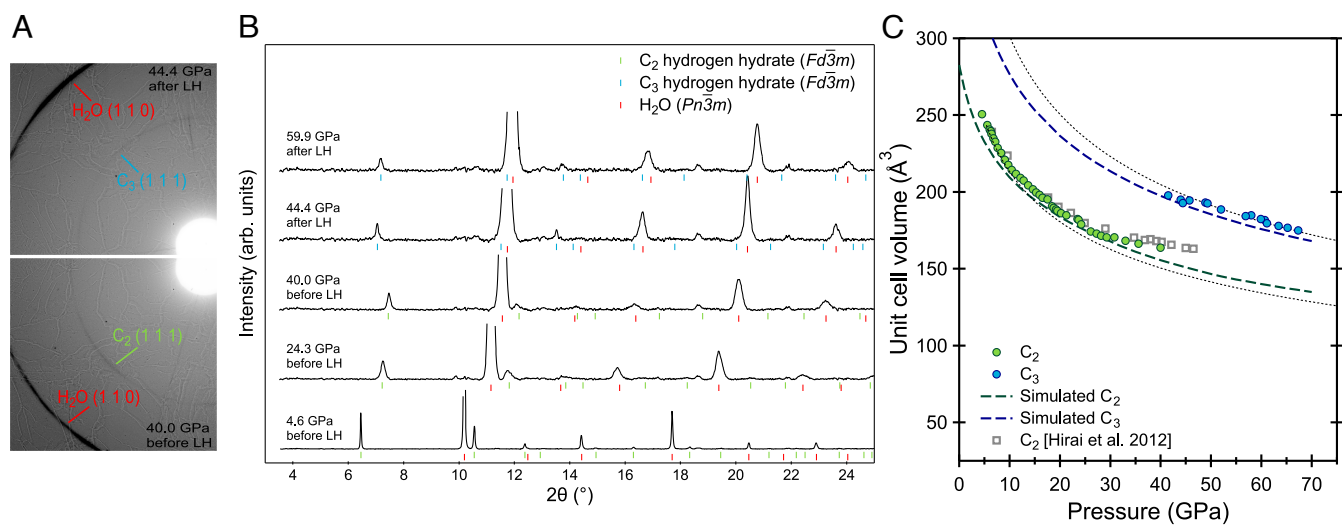 A
44.4 GPa
after LH
H₂O (1 1 0)
C₃ (1 1 1)
C₂ (1 1 1)
H₂O (1 1 0)
40.0 GPa
before LH
B
C₂ hydrogen hydrate (Fd3̅m)
C₃ hydrogen hydrate (Fd3̅m)
H₂O (Pn3̅m)
59.9 GPa
after LH
44.4 GPa
after LH
40.0 GPa
before LH
24.3 GPa
before LH
4.6 GPa
before LH
Intensity (arb. units)
4 6 8 10 12 14 16 18 20 22 24
2θ (°)
C
300
250
200
150
100
50
Unit cell volume (Å³)
C₂
C₃
Simulated C₂
Simulated C₃
C₂ [Hirai et al. 2012]
0 10 20 30 40 50 60 70
Pressure (GPa)